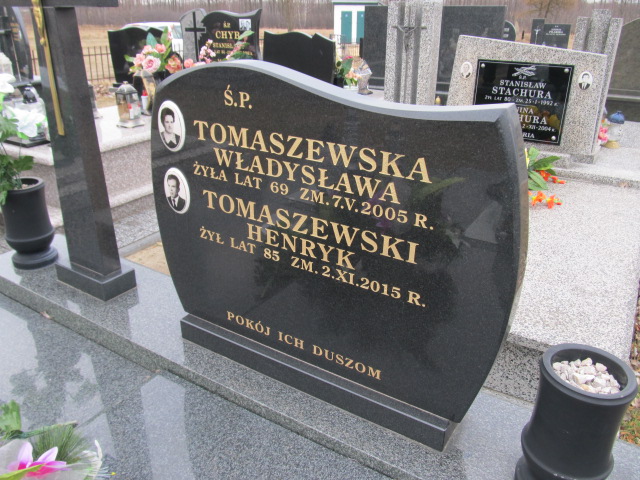 Ś.P.
TOMASZEWSKA
WŁADYSŁAWA
ŻYŁA LAT 69 ZM. 7.V.2005 R.
TOMASZEWSKI
HENRYK
ŻYŁ LAT 85 ZM. 2.XI.2015 R.
POKÓJ ICH DUSZOM
Ś.P.
STANISŁAW
STACHURA
Ś.P.